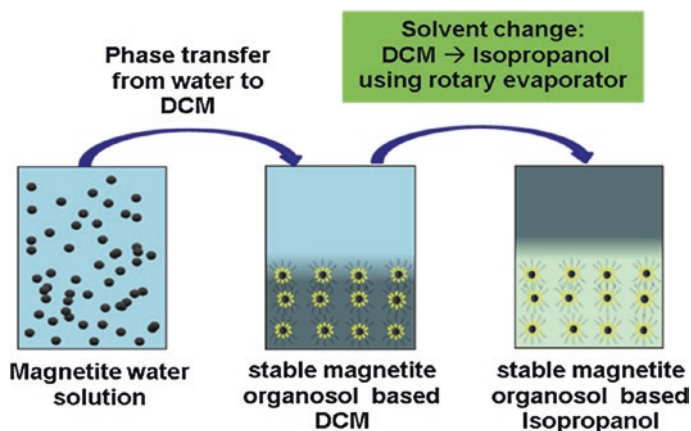 Phase transfer
from water to
DCM
Solvent change:
DCM → Isopropanol
using rotary evaporator
Magnetite water
solution
stable magnetite
organosol based
DCM
stable magnetite
organosol based
Isopropanol